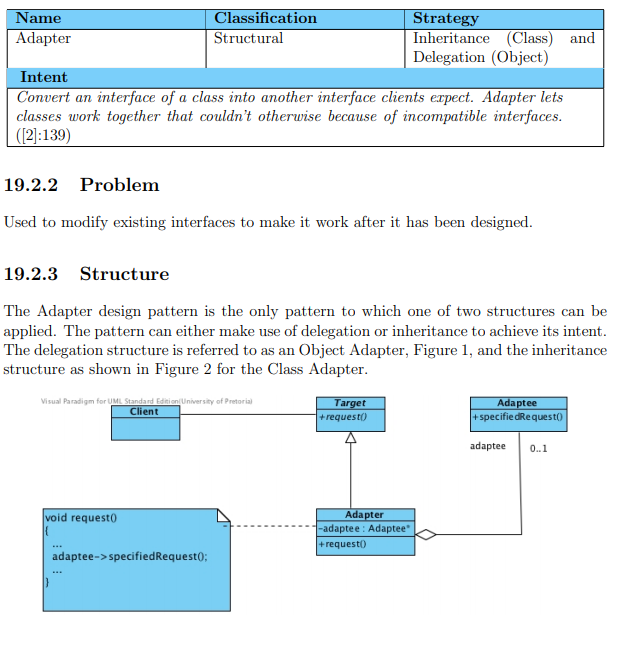 Name Classification Strategy
Adapter Structural Inheritance (Class) and
Delegation (Object)
Intent
Convert an interface of a class into another interface clients expect. Adapter lets
classes work together that couldn't otherwise because of incompatible interfaces.
([2]:139)
19.2.2 Problem
Used to modify existing interfaces to make it work after it has been designed.
19.2.3 Structure
The Adapter design pattern is the only pattern to which one of two structures can be
applied. The pattern can either make use of delegation or inheritance to achieve its intent.
The delegation structure is referred to as an Object Adapter, Figure 1, and the inheritance
structure as shown in Figure 2 for the Class Adapter.
Visual Paradigm for UML Standard Edition(University of Pretoria)
Client
Target
+request()
Adaptee
+specifiedRequest()
adaptee 0..1
Adapter
-adaptee : Adaptee*
+request()
void request()
{
...
adaptee->specifiedRequest();
...
}